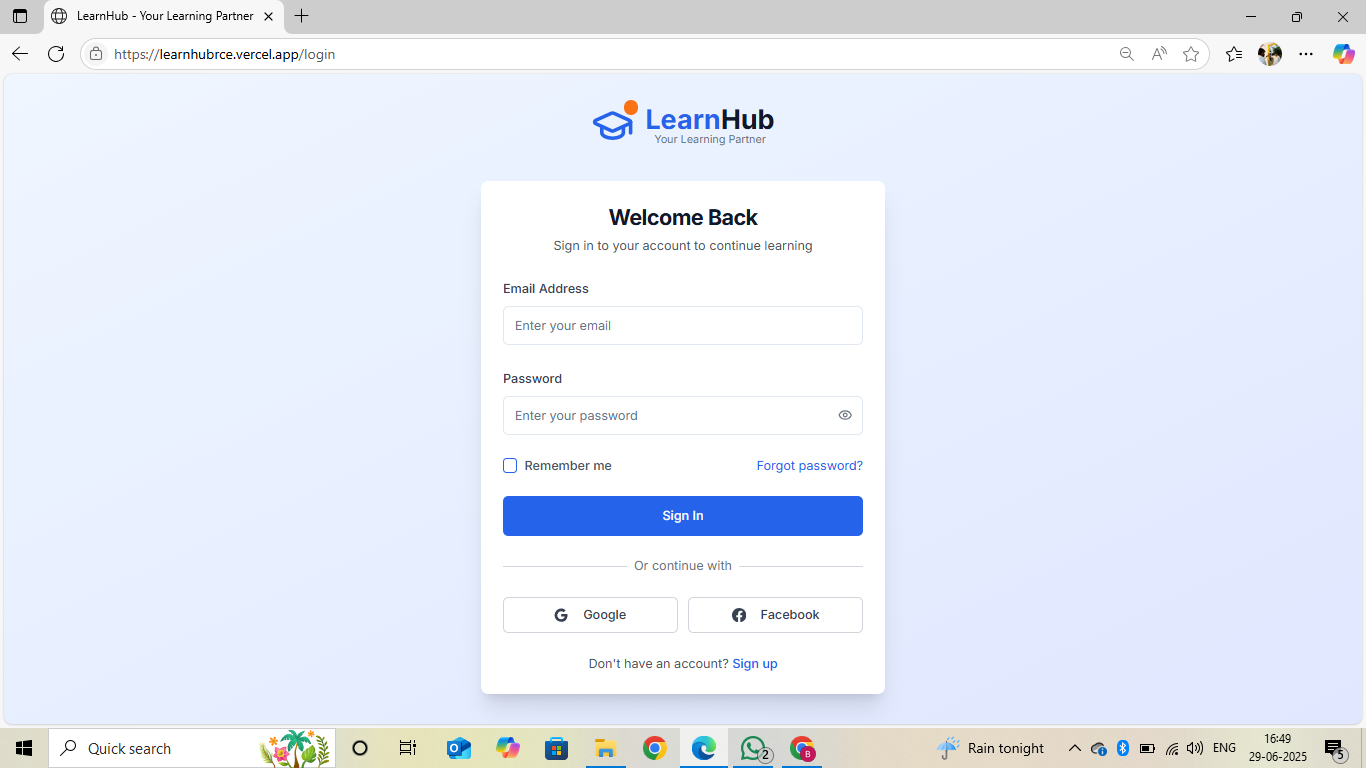 LearnHub - Your Learning Partner
https://learnhubrce.vercel.app/login
LearnHub
Your Learning Partner
Welcome Back
Sign in to your account to continue learning
Email Address
Enter your email
Password
Enter your password
Remember me
Forgot password?
Sign In
Or continue with
Google
Facebook
Don't have an account? Sign up
Quick search
2
B
Rain tonight
ENG
16:49
29-06-2025
5